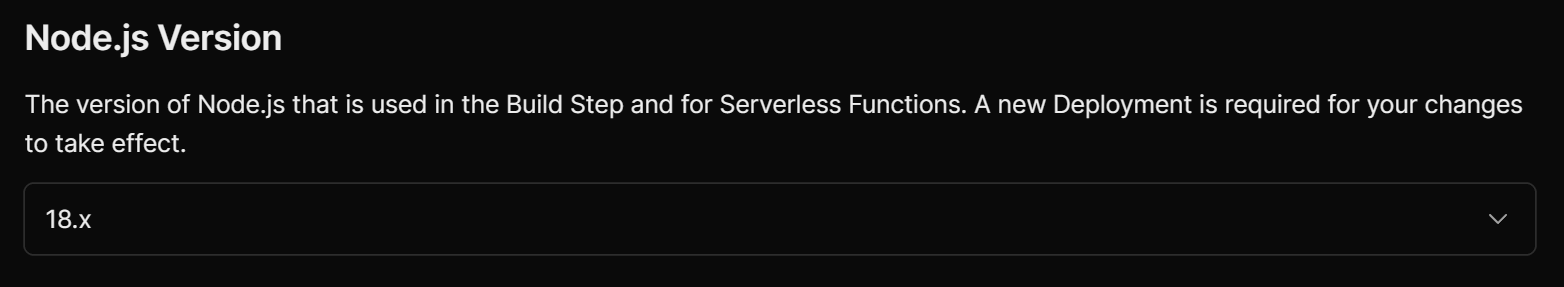 Node.js Version
The version of Node.js that is used in the Build Step and for Serverless Functions. A new Deployment is required for your changes
to take effect.
18.x